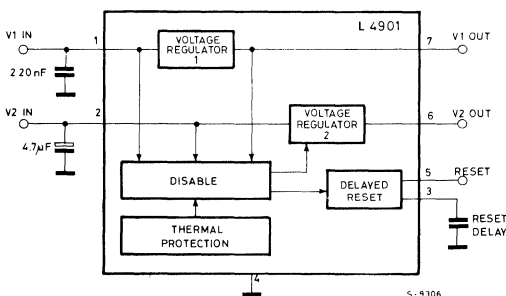 L 4901
V1 IN
1
VOLTAGE
REGULATOR
1
7
V1 OUT
220nF
V2 IN
2
VOLTAGE
REGULATOR
2
6
V2 OUT
4.7µF
DISABLE
DELAYED
RESET
5
RESET
3
THERMAL
PROTECTION
RESET
DELAY
4
S-9306